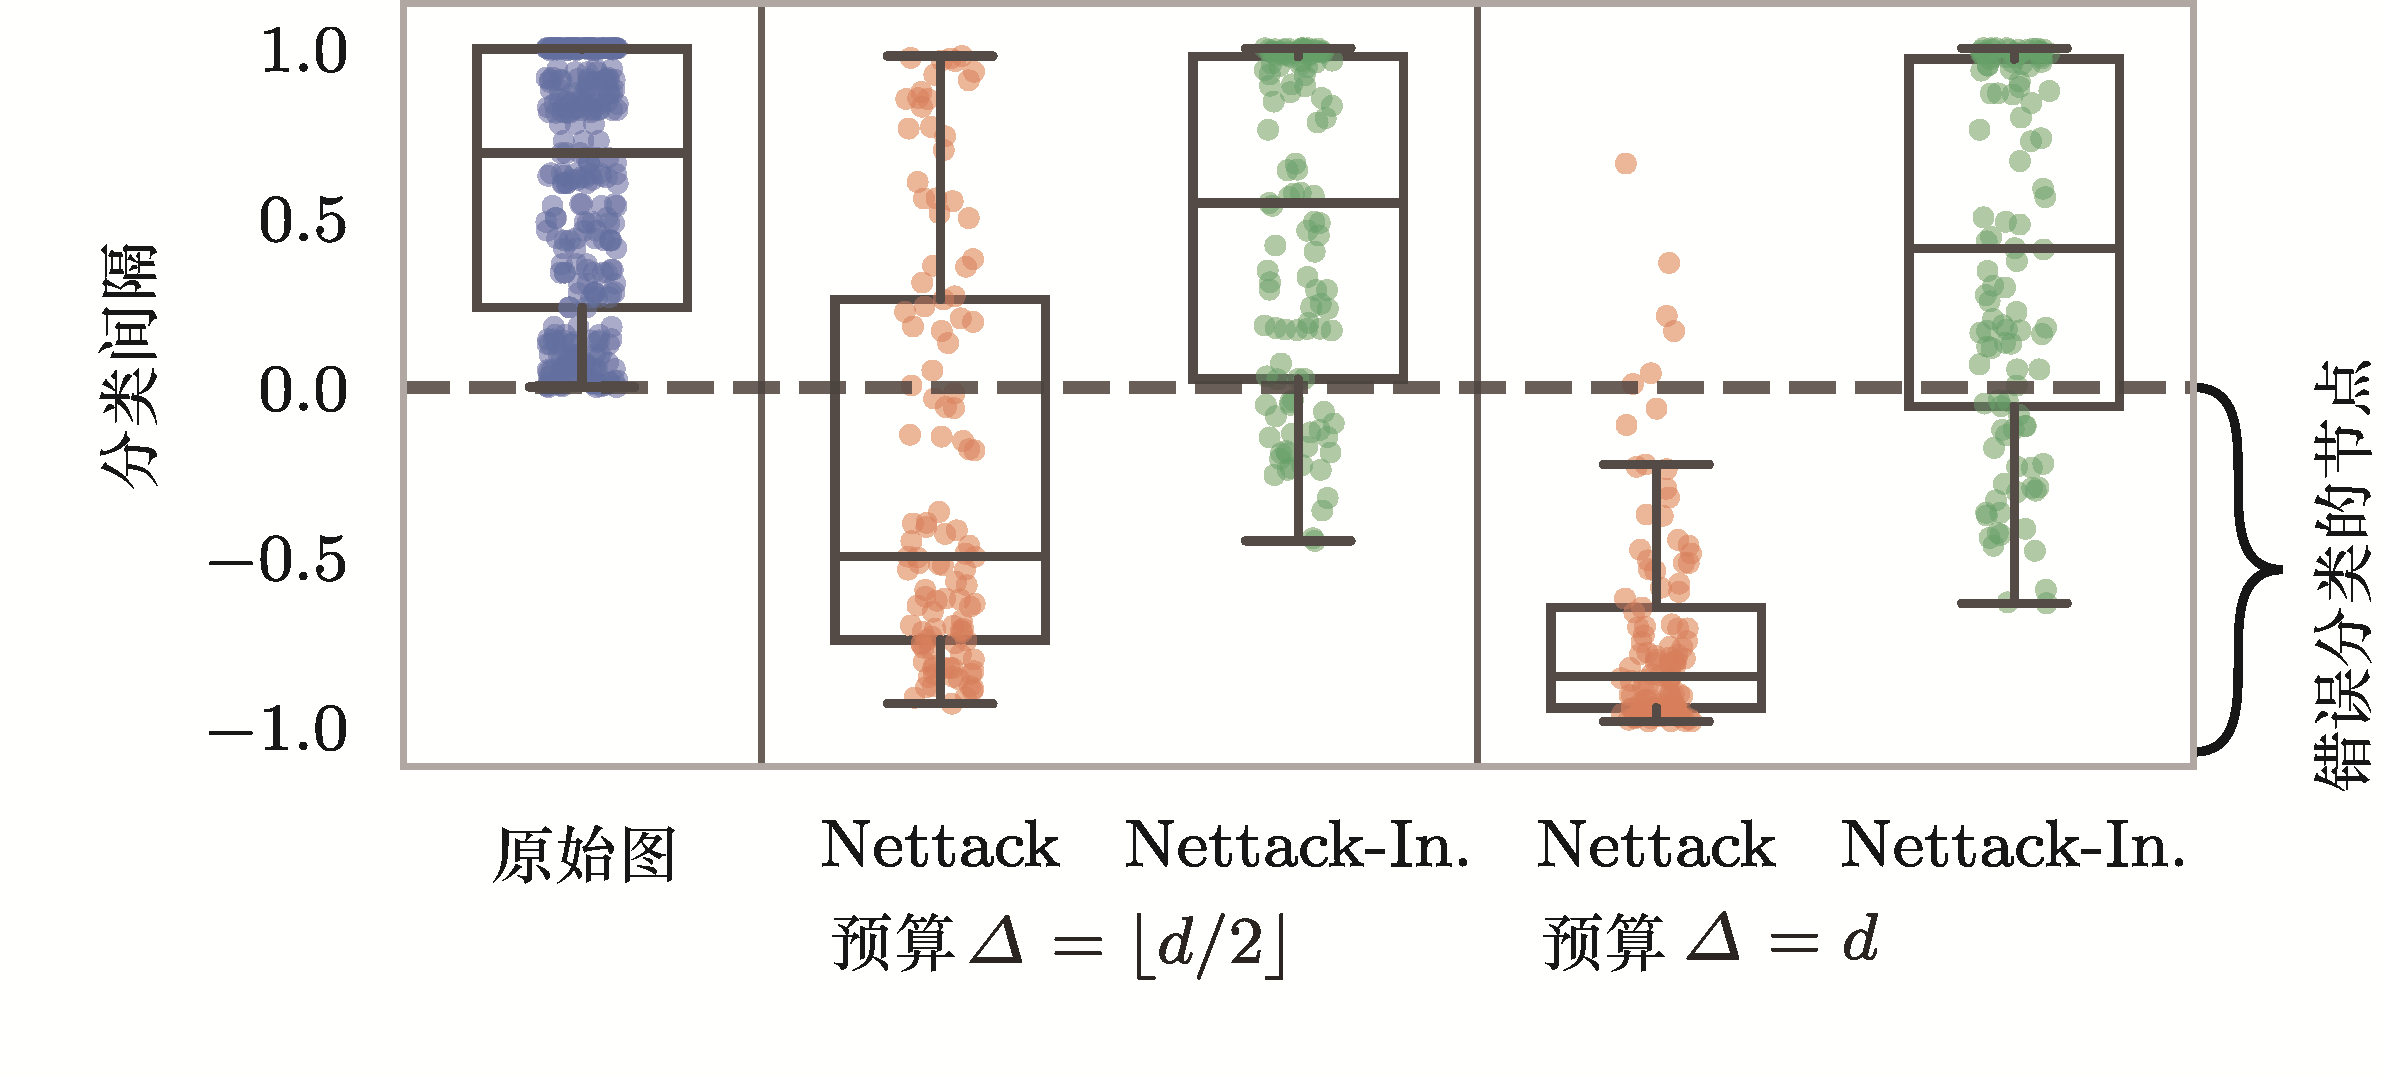 分类间隔
1.0
0.5
0.0
−0.5
−1.0
错误分类的节点
原始图
Nettack
Nettack-In.
Nettack
Nettack-In.
预算 Δ = ⌊d/2⌋
预算 Δ = d